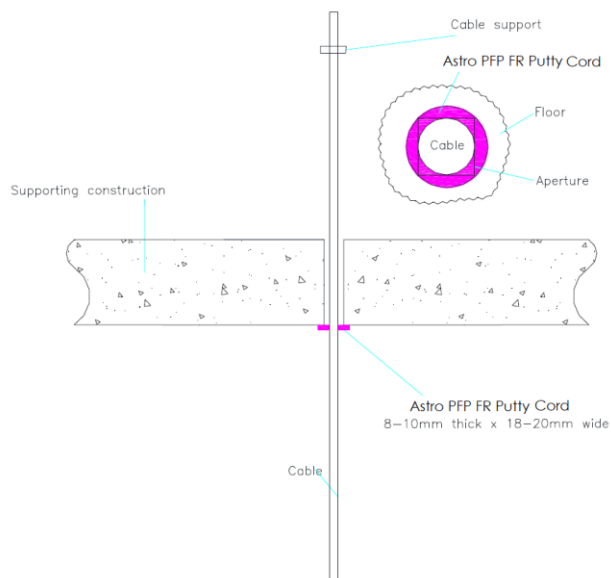 Cable support
Astro PFP FR Putty Cord
Floor
Cable
Aperture
Supporting construction
Astro PFP FR Putty Cord
8-10mm thick x 18-20mm wide
Cable